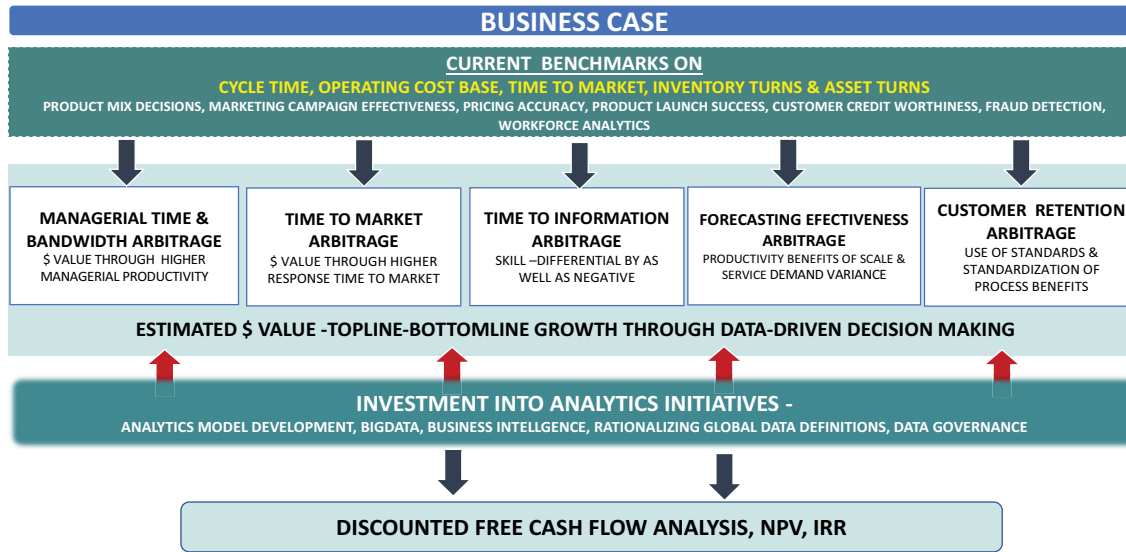 BUSINESS CASE
CURRENT BENCHMARKS ON
CYCLE TIME, OPERATING COST BASE, TIME TO MARKET, INVENTORY TURNS & ASSET TURNS
PRODUCT MIX DECISIONS, MARKETING CAMPAIGN EFFECTIVENESS, PRICING ACCURACY, PRODUCT LAUNCH SUCCESS, CUSTOMER CREDIT WORTHINESS, FRAUD DETECTION,
WORKFORCE ANALYTICS
MANAGERIAL TIME &
BANDWIDTH ARBITRAGE
$ VALUE THROUGH HIGHER
MANAGERIAL PRODUCTIVITY
TIME TO MARKET
ARBITRAGE
$ VALUE THROUGH HIGHER
RESPONSE TIME TO MARKET
TIME TO INFORMATION
ARBITRAGE
SKILL –DIFFERENTIAL BY AS
WELL AS NEGATIVE
FORECASTING EFECTIVENESS
ARBITRAGE
PRODUCTIVITY BENEFITS OF SCALE &
SERVICE DEMAND VARIANCE
CUSTOMER RETENTION
ARBITRAGE
USE OF STANDARDS &
STANDARDIZATION OF
PROCESS BENEFITS
ESTIMATED $ VALUE -TOPLINE-BOTTOMLINE GROWTH THROUGH DATA-DRIVEN DECISION MAKING
INVESTMENT INTO ANALYTICS INITIATIVES -
ANALYTICS MODEL DEVELOPMENT, BIGDATA, BUSINESS INTELLGENCE, RATIONALIZING GLOBAL DATA DEFINITIONS, DATA GOVERNANCE
DISCOUNTED FREE CASH FLOW ANALYSIS, NPV, IRR